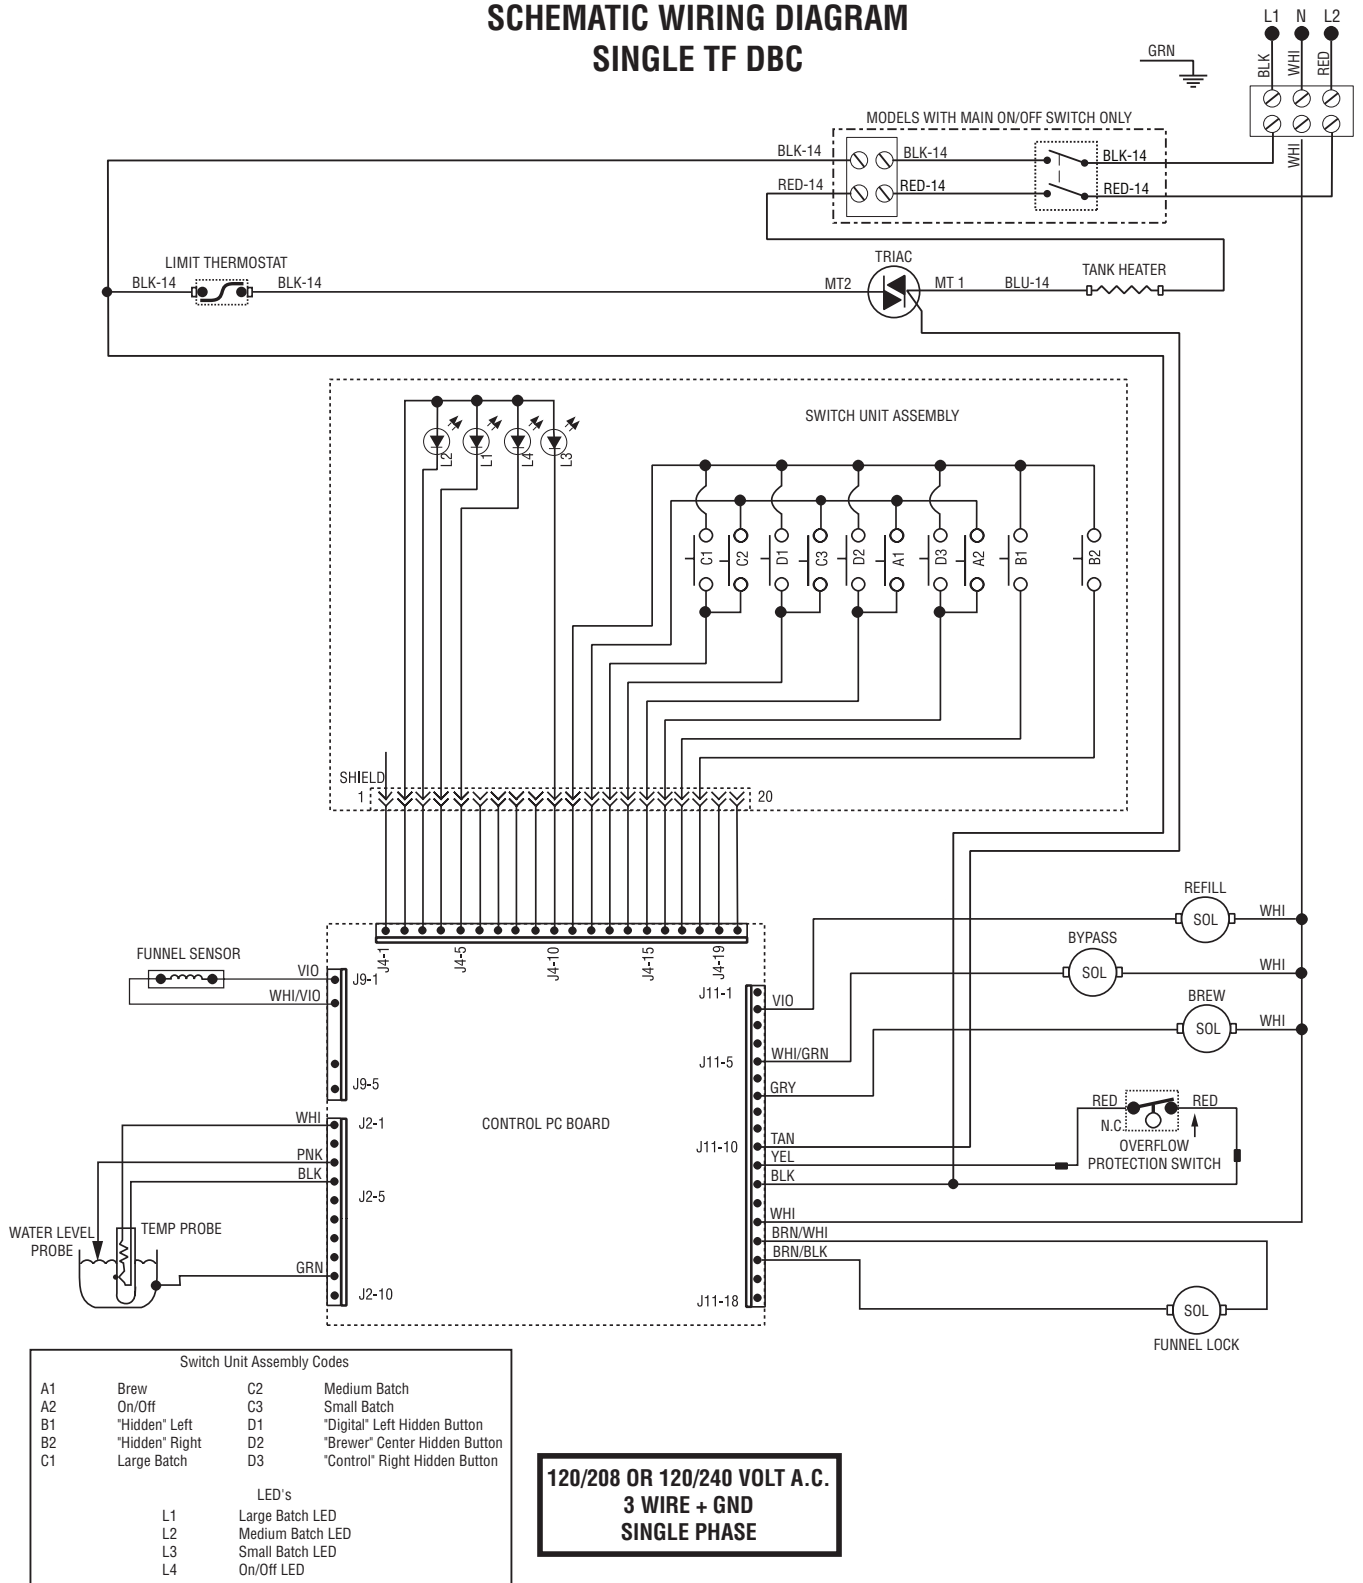 SCHEMATIC WIRING DIAGRAM
SINGLE TF DBC
L1 N L2
GRN
BLK
WHI
RED
MODELS WITH MAIN ON/OFF SWITCH ONLY
BLK-14 BLK-14 BLK-14
WHI
RED-14 RED-14 RED-14
LIMIT THERMOSTAT
BLK-14 BLK-14
TRIAC
MT2 MT 1
BLU-14
TANK HEATER
SWITCH UNIT ASSEMBLY
L2 L1 L4 L3
C1 C2 D1 C3 D2 A1 D3 A2 B1 B2
SHIELD
1 20
J4-1 J4-5 J4-10 J4-15 J4-19
REFILL
SOL WHI
BYPASS
SOL WHI
BREW
SOL WHI
FUNNEL SENSOR
VIO J9-1
WHI/VIO
J9-5
J11-1
VIO
J11-5 WHI/GRN
GRY
WHI J2-1
PNK
BLK
J2-5
CONTROL PC BOARD
RED RED
N.C.
OVERFLOW
PROTECTION SWITCH
J11-10 TAN
YEL
BLK
WHI
BRN/WHI
BRN/BLK
J11-18
WATER LEVEL
PROBE
TEMP PROBE
GRN
J2-10
SOL
FUNNEL LOCK
Switch Unit Assembly Codes
A1 Brew C2 Medium Batch
A2 On/Off C3 Small Batch
B1 "Hidden" Left D1 "Digital" Left Hidden Button
B2 "Hidden" Right D2 "Brewer" Center Hidden Button
C1 Large Batch D3 "Control" Right Hidden Button
LED's
L1 Large Batch LED
L2 Medium Batch LED
L3 Small Batch LED
L4 On/Off LED
120/208 OR 120/240 VOLT A.C.
3 WIRE + GND
SINGLE PHASE